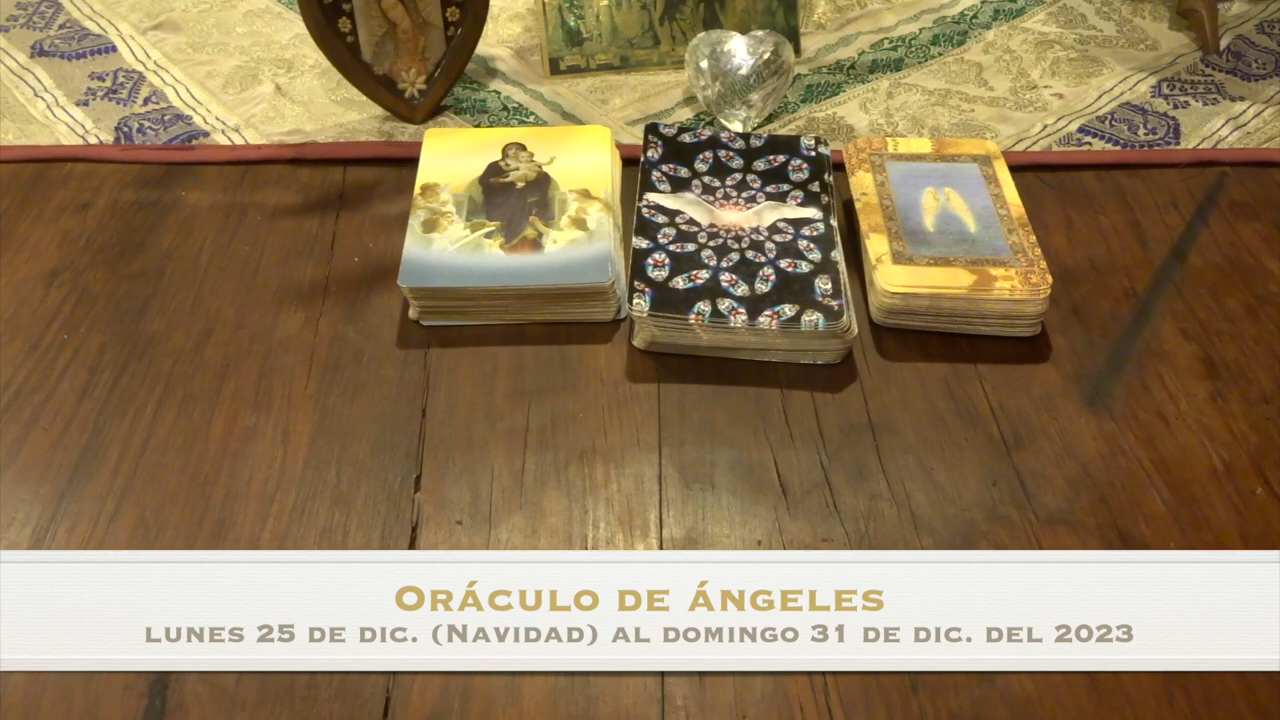 Oráculo de ángeles
lunes 25 de dic. (Navidad) al domingo 31 de dic. del 2023